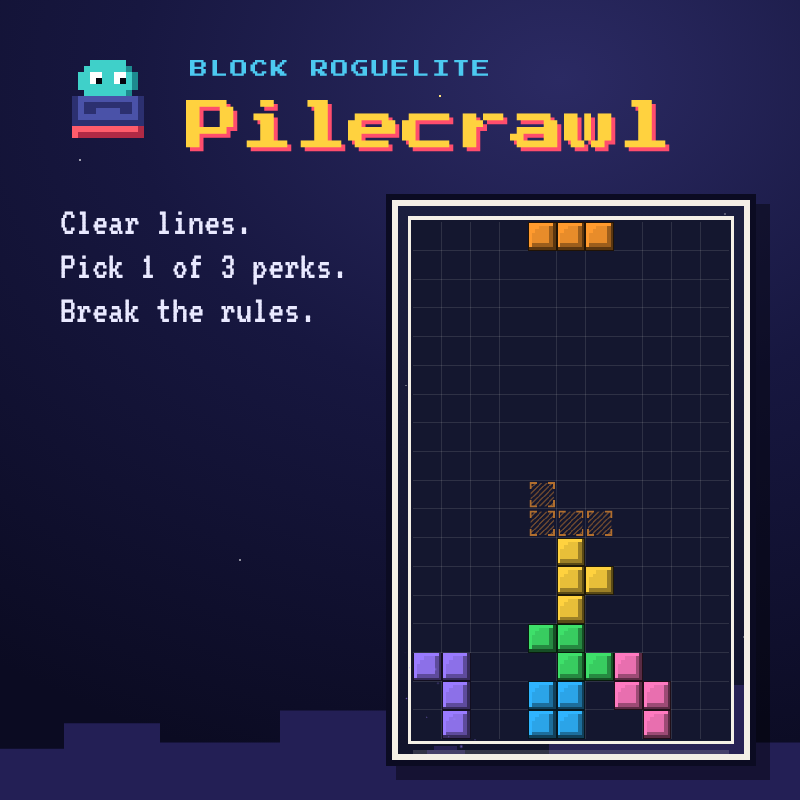 BLOCK ROGUELITE
Pilecrawl
Clear lines.
Pick 1 of 3 perks.
Break the rules.